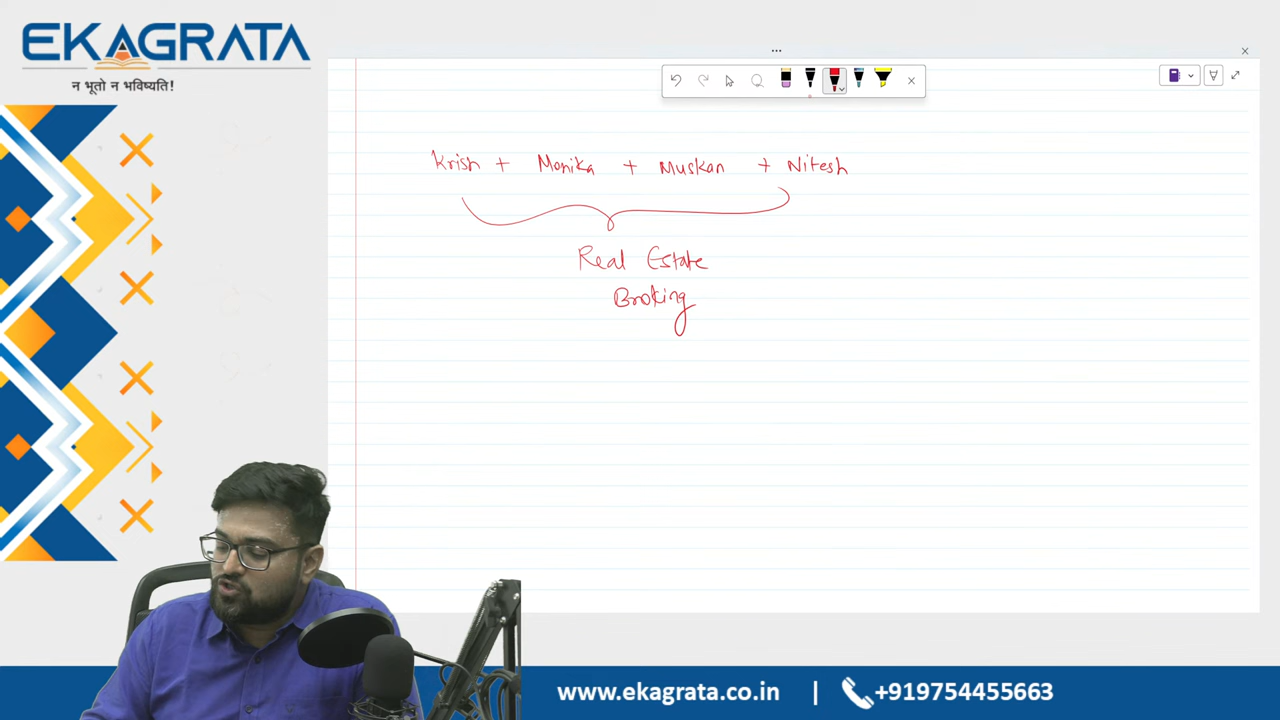 EKAGRATA
न भूतो न भविष्यति!
Krish + Monika + Muskan + Nitesh
Real Estate
Broking
www.ekagrata.co.in | +919754455663